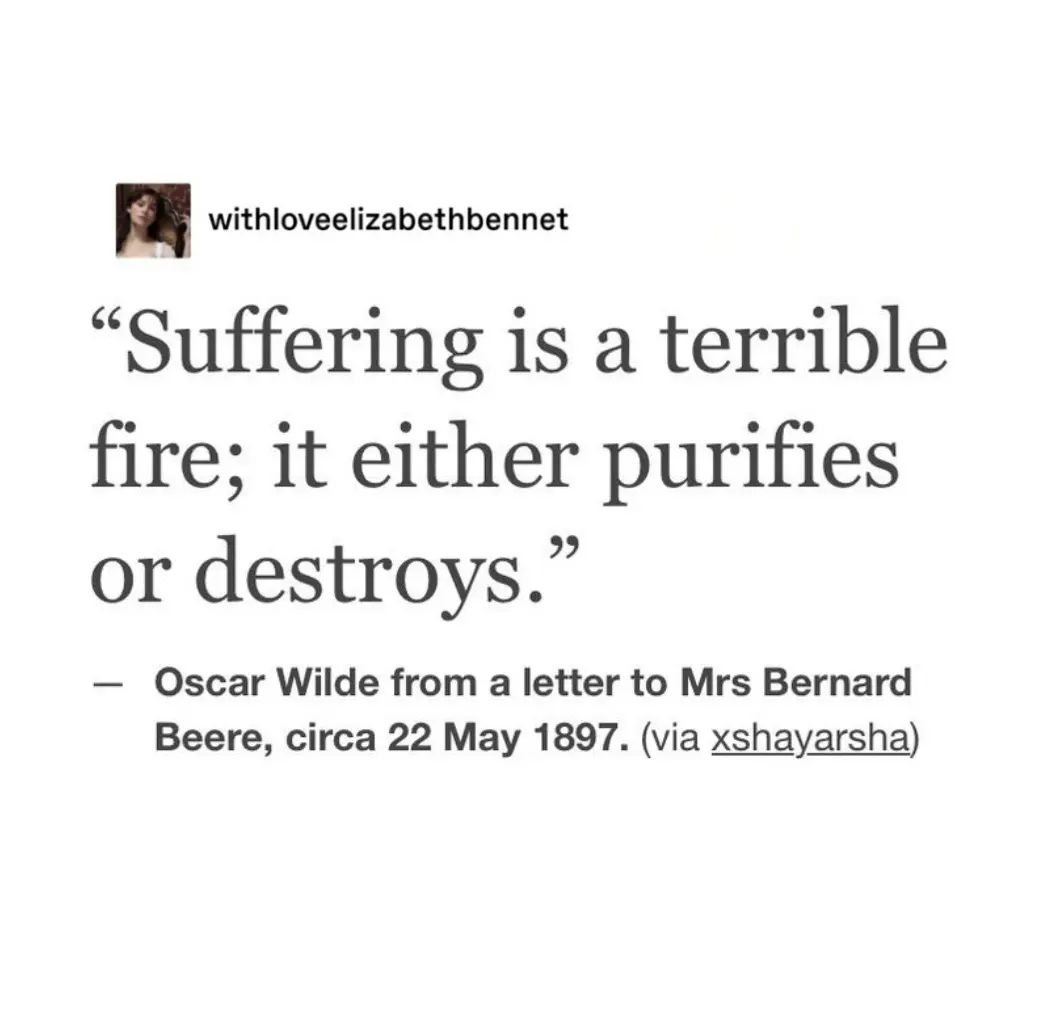 withloveelizabethbennet
“Suffering is a terrible
fire; it either purifies
or destroys.”
— Oscar Wilde from a letter to Mrs Bernard
Beere, circa 22 May 1897. (via xshayarsha)